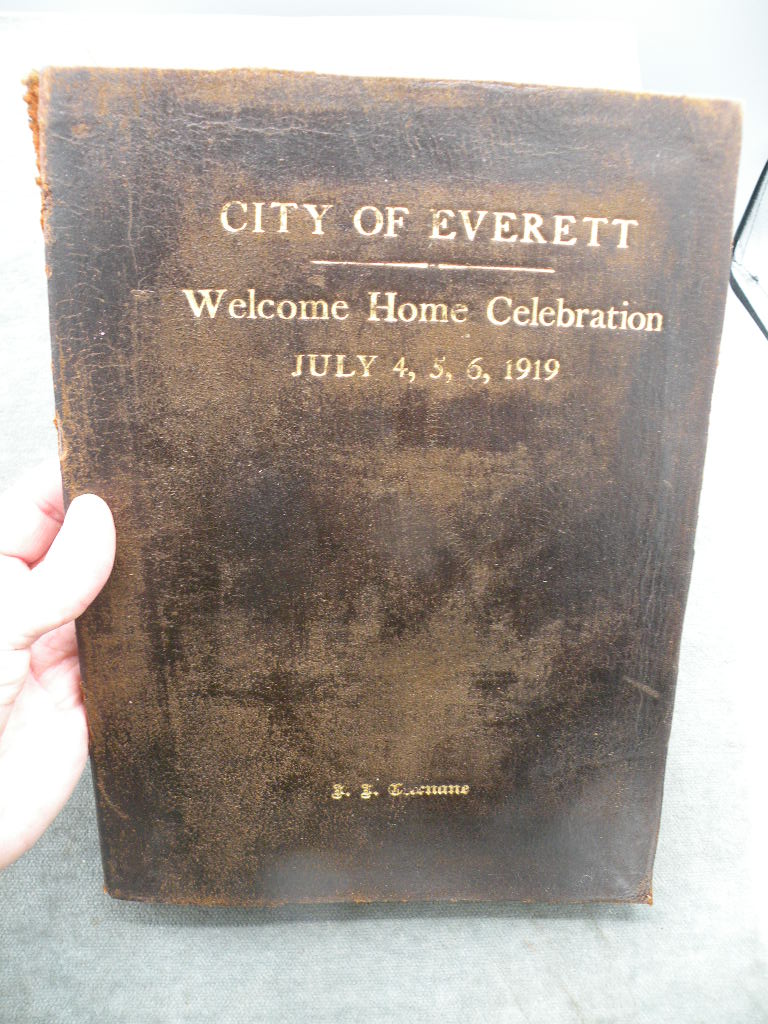 CITY OF EVERETT
Welcome Home Celebration
JULY 4, 5, 6, 1919